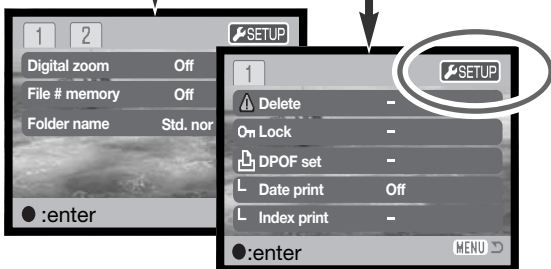 1 2 SETUP
Digital zoom Off
File # memory Off
Folder name Std. nor
:enter
1 SETUP
Delete –
Lock –
DPOF set –
Date print Off
Index print –
:enter MENU